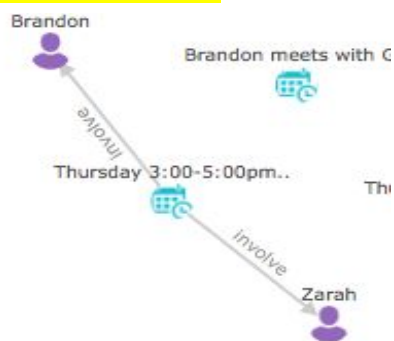 Brandon
Brandon meets with
involve
Thursday 3:00-5:00pm..
involve
Zarah